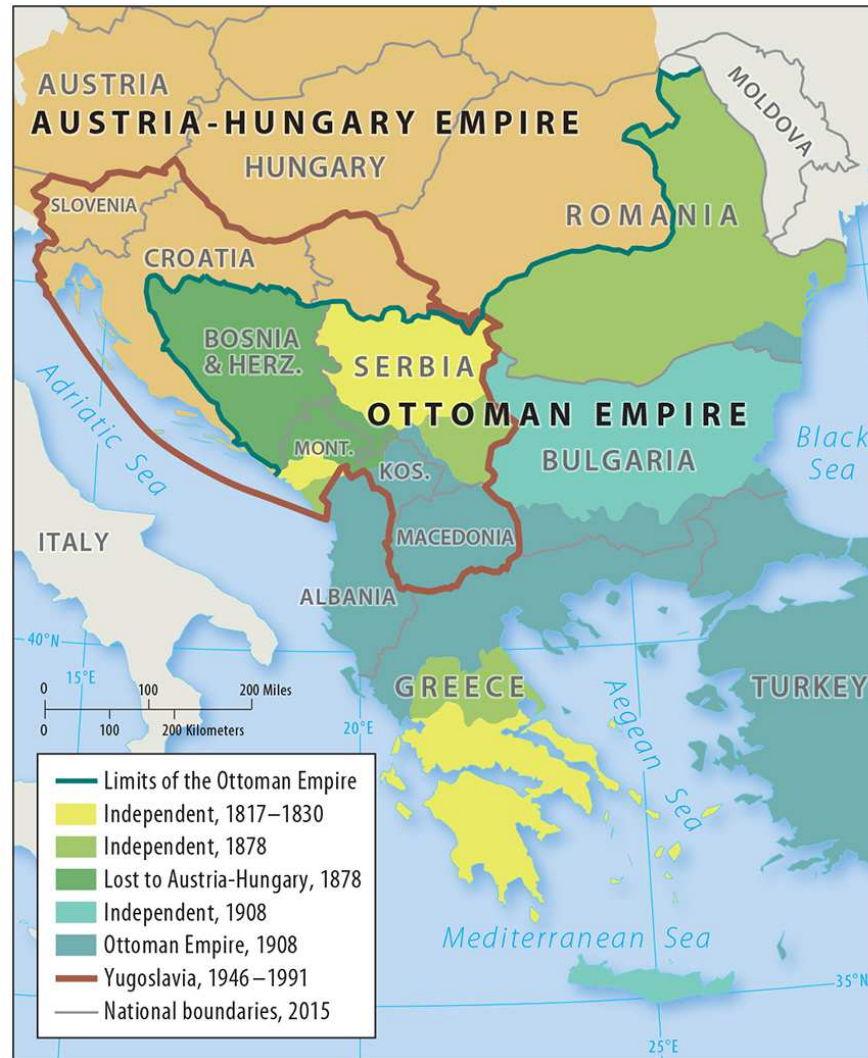 AUSTRIA
AUSTRIA-HUNGARY EMPIRE
HUNGARY
MOLDOVA
SLOVENIA
ROMANIA
CROATIA
BOSNIA
& HERZ.
SERBIA
OTTOMAN EMPIRE
MONT.
KOS.
BULGARIA
Black
Sea
Adriatic Sea
ITALY
MACEDONIA
ALBANIA
40°N
15°E
0 100 200 Miles
0 100 200 Kilometers
20°E
GREECE
Aegean Sea
TURKEY
Limits of the Ottoman Empire
Independent, 1817–1830
Independent, 1878
Lost to Austria-Hungary, 1878
Independent, 1908
Ottoman Empire, 1908
Yugoslavia, 1946–1991
National boundaries, 2015
Mediterranean Sea
35°N
25°E